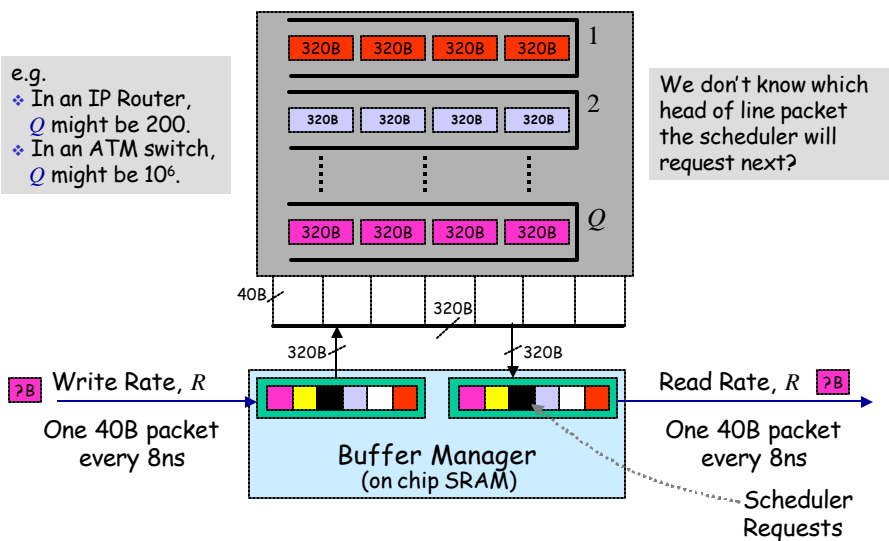 e.g.
❖ In an IP Router,
Q might be 200.
❖ In an ATM switch,
Q might be 10⁶.
320B 320B 320B 320B 1
320B 320B 320B 320B 2
320B 320B 320B 320B Q
We don't know which
head of line packet
the scheduler will
request next?
40B
320B
320B 320B
?B Write Rate, R
One 40B packet
every 8ns
Buffer Manager
(on chip SRAM)
Read Rate, R ?B
One 40B packet
every 8ns
Scheduler
Requests